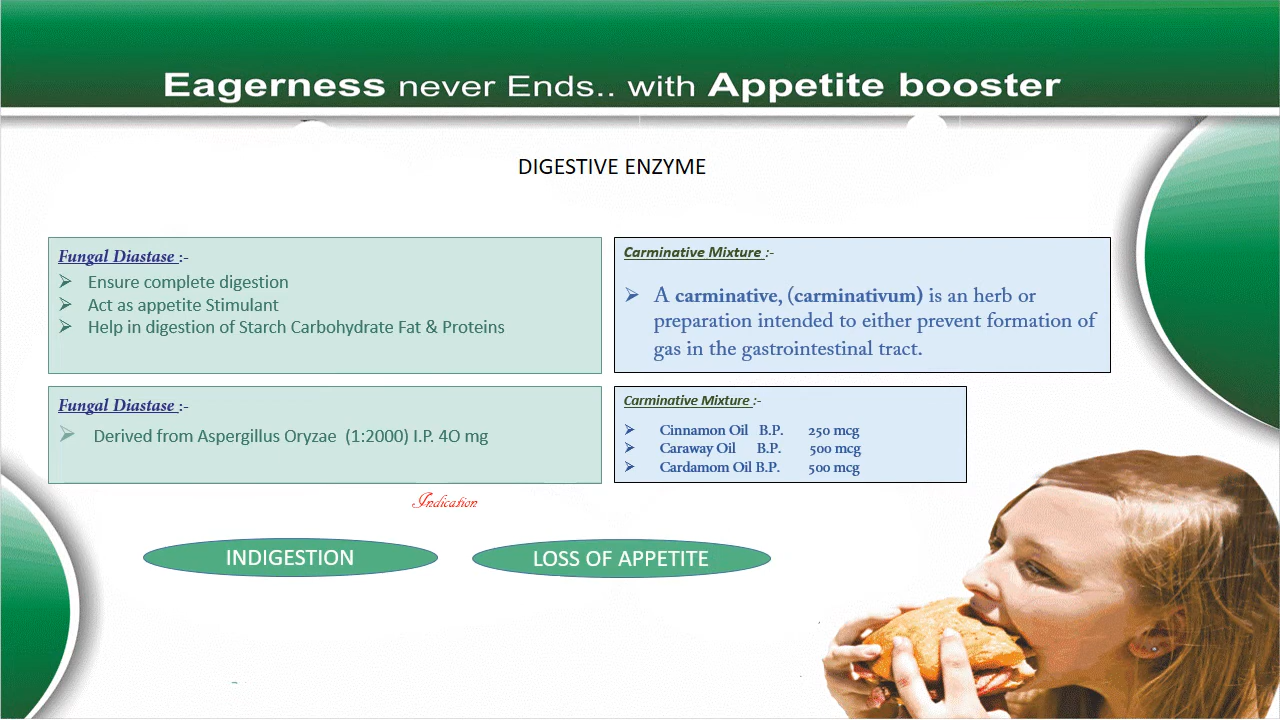 Eagerness never Ends.. with Appetite booster
DIGESTIVE ENZYME
Fungal Diastase :-
➢ Ensure complete digestion
➢ Act as appetite Stimulant
➢ Help in digestion of Starch Carbohydrate Fat & Proteins
Carminative Mixture :-
➢ A carminative, (carminativum) is an herb or
preparation intended to either prevent formation of
gas in the gastrointestinal tract.
Fungal Diastase :-
➢ Derived from Aspergillus Oryzae (1:2000) I.P. 4O mg
Carminative Mixture :-
➢ Cinnamon Oil B.P. 250 mcg
➢ Caraway Oil B.P. 500 mcg
➢ Cardamom Oil B.P. 500 mcg
Indication
INDIGESTION
LOSS OF APPETITE